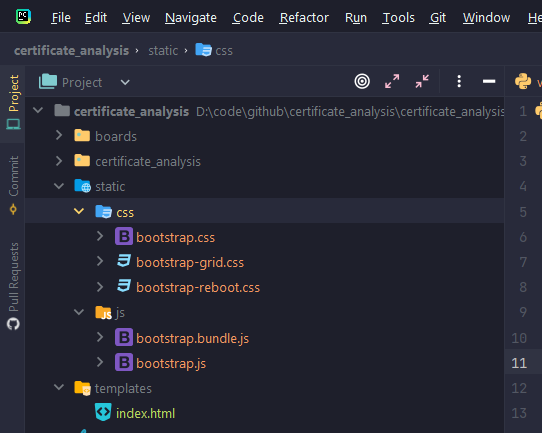 PC File Edit View Navigate Code Refactor Run Tools Git Window
certificate_analysis › static › css
Project
Project
certificate_analysis D:\code\github\certificate_analysis\certificate_analysis 1
boards 2
certificate_analysis 3
static 4
css 5
bootstrap.css 6
bootstrap-grid.css 7
bootstrap-reboot.css 8
js 9
bootstrap.bundle.js 10
bootstrap.js 11
templates 12
index.html 13
Commit
Pull Requests